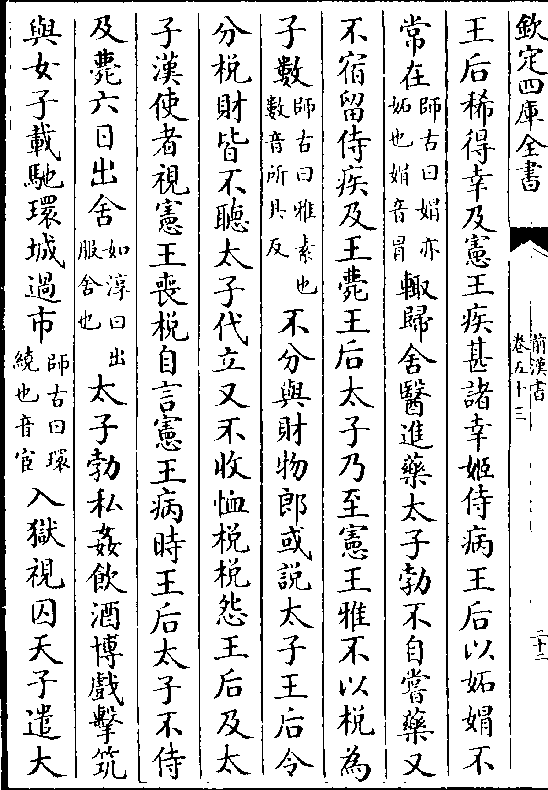 欽定四庫全書
前漢書
卷五十三
二十二
王后稀得幸及憲王疾甚諸幸姬侍病王后以妬媢不
常在師古曰媢亦妬也媢音冒輙歸舍醫進藥太子勃不自嘗藥又
不宿留侍疾及王薨王后太子乃至憲王雅不以梲為
子數師古曰雅素也數音所具反不分與財物郎或説太子王后令
分梲財皆不聽太子代立又不收恤梲梲怨王后及太
子漢使者視憲王喪梲自言憲王病時王后太子不侍
及薨六日出舍如淳曰出服舍也太子勃私姦飲酒博戲擊筑
與女子載馳環城過市師古曰環繞也音宦入獄視囚天子遣大